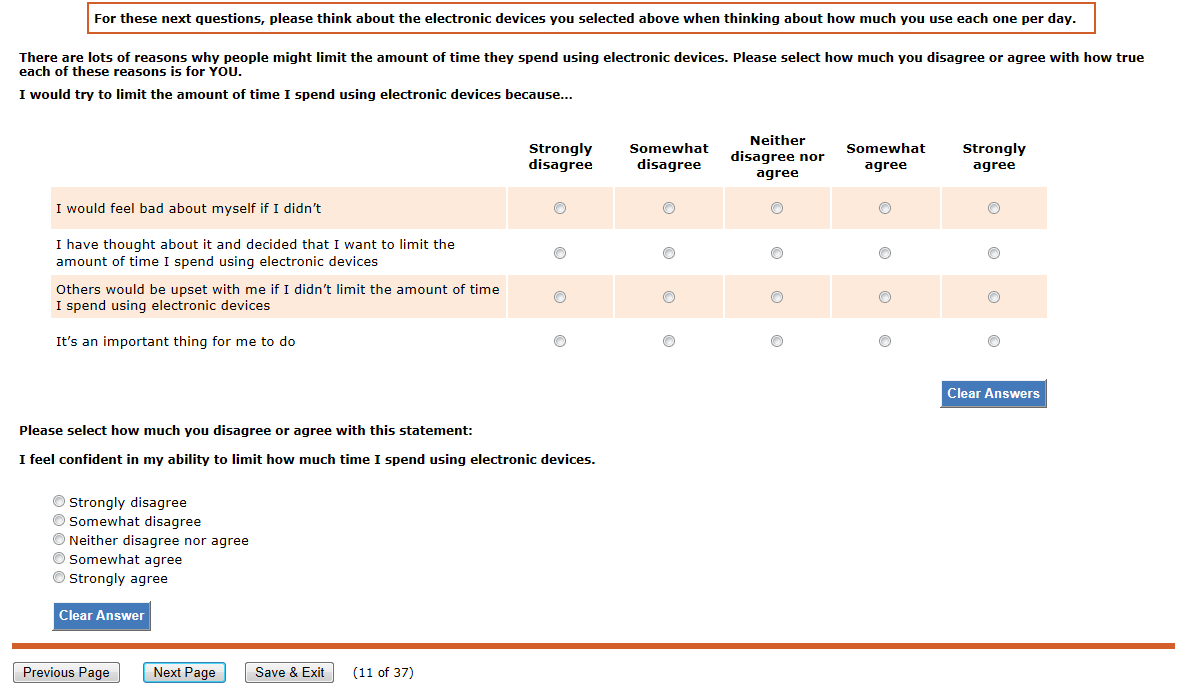 For these next questions, please think about the electronic devices you selected above when thinking about how much you use each one per day.
There are lots of reasons why people might limit the amount of time they spend using electronic devices. Please select how much you disagree or agree with how true
each of these reasons is for YOU.
I would try to limit the amount of time I spend using electronic devices because...
Strongly
disagree
Somewhat
disagree
Neither
disagree nor
agree
Somewhat
agree
Strongly
agree
I would feel bad about myself if I didn’t
I have thought about it and decided that I want to limit the
amount of time I spend using electronic devices
Others would be upset with me if I didn’t limit the amount of time
I spend using electronic devices
It’s an important thing for me to do
Clear Answers
Please select how much you disagree or agree with this statement:
I feel confident in my ability to limit how much time I spend using electronic devices.
Strongly disagree
Somewhat disagree
Neither disagree nor agree
Somewhat agree
Strongly agree
Clear Answer
Previous Page Next Page Save & Exit (11 of 37)